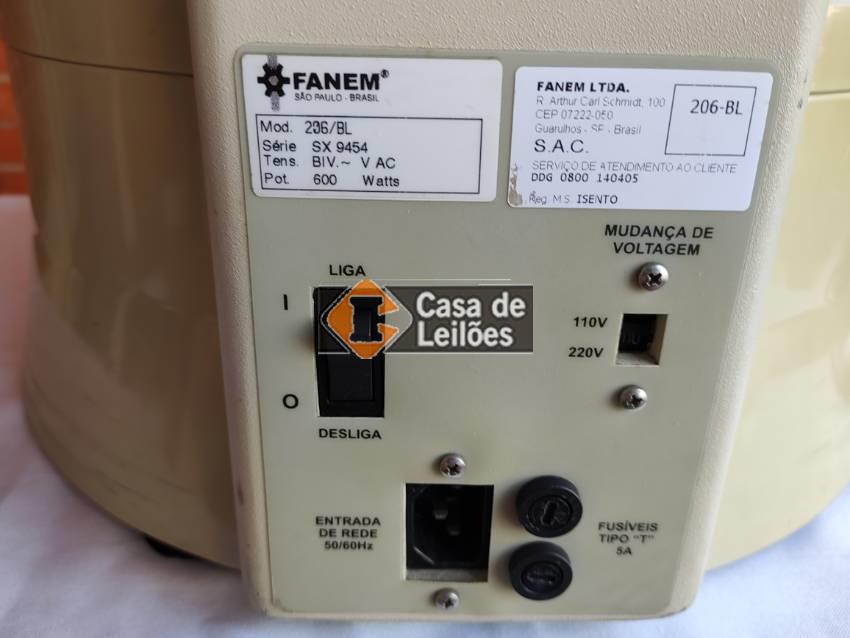 FANEM®
SÃO PAULO - BRASIL
Mod. 206/BL
Série SX 9454
Tens. BIV.~ V AC
Pot. 600 Watts
FANEM LTDA.
R. Arthur Carl Schmidt, 100
CEP 07222-060
Guarulhos - SP - Brasil
S.A.C.
SERVIÇO DE ATENDIMENTO AO CLIENTE
DDG 0800 140405
Reg. M.S. ISENTO
206-BL
MUDANÇA DE
VOLTAGEM
110V
220V
LIGA
I
O
DESLIGA
Casa de
Leilões
ENTRADA
DE REDE
50/60Hz
FUSÍVEIS
TIPO "T"
5A